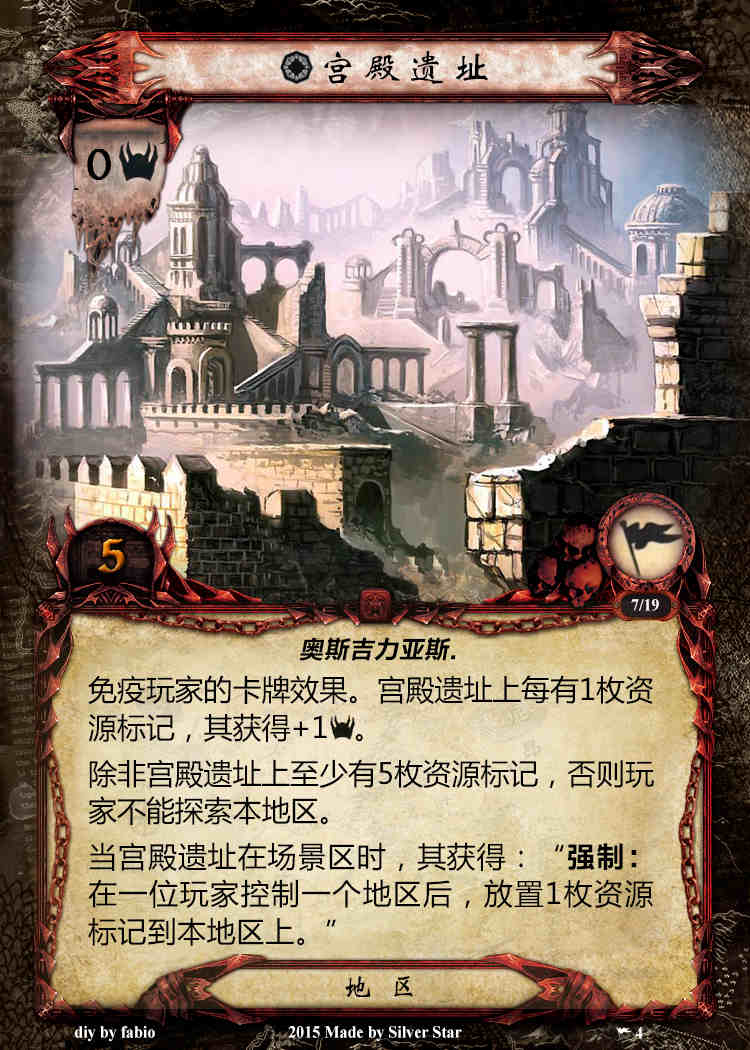 宫殿遗址
0
5
7/19
奥斯吉力亚斯.
免疫玩家的卡牌效果。宫殿遗址上每有1枚资
源标记，其获得+1。
除非宫殿遗址上至少有5枚资源标记，否则玩
家不能探索本地区。
当宫殿遗址在场景区时，其获得：“强制：
在一位玩家控制一个地区后，放置1枚资源
标记到本地区上。”
地 区
diy by fabio 2015 Made by Silver Star 4